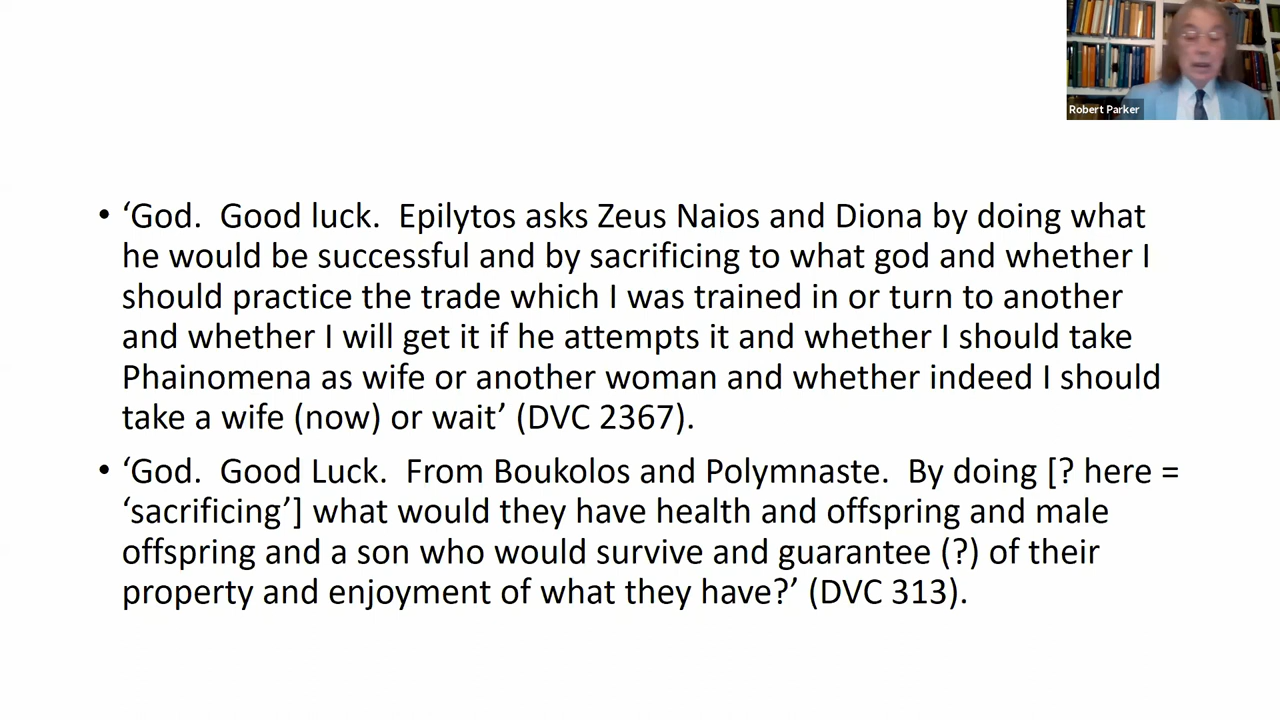 Robert Parker
• ‘God.  Good luck.  Epilytos asks Zeus Naios and Diona by doing what
he would be successful and by sacrificing to what god and whether I
should practice the trade which I was trained in or turn to another
and whether I will get it if he attempts it and whether I should take
Phainomena as wife or another woman and whether indeed I should
take a wife (now) or wait’ (DVC 2367).
• ‘God.  Good Luck.  From Boukolos and Polymnaste.  By doing [? here =
‘sacrificing’] what would they have health and offspring and male
offspring and a son who would survive and guarantee (?) of their
property and enjoyment of what they have?’ (DVC 313).